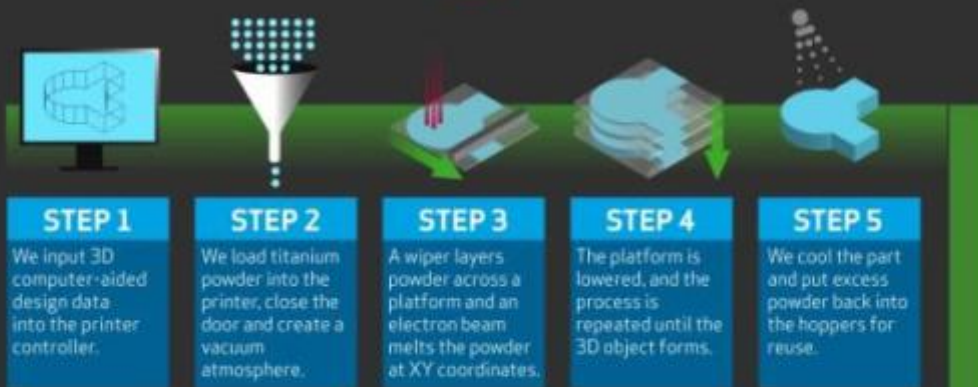 STEP 1
We input 3D
computer-aided
design data
into the printer
controller.
STEP 2
We load titanium
powder into the
printer, close the
door and create a
vacuum
atmosphere.
STEP 3
A wiper layers
powder across a
platform and an
electron beam
melts the powder
at XY coordinates.
STEP 4
The platform is
lowered, and the
process is
repeated until the
3D object forms.
STEP 5
We cool the part
and put excess
powder back into
the hoppers for
reuse.